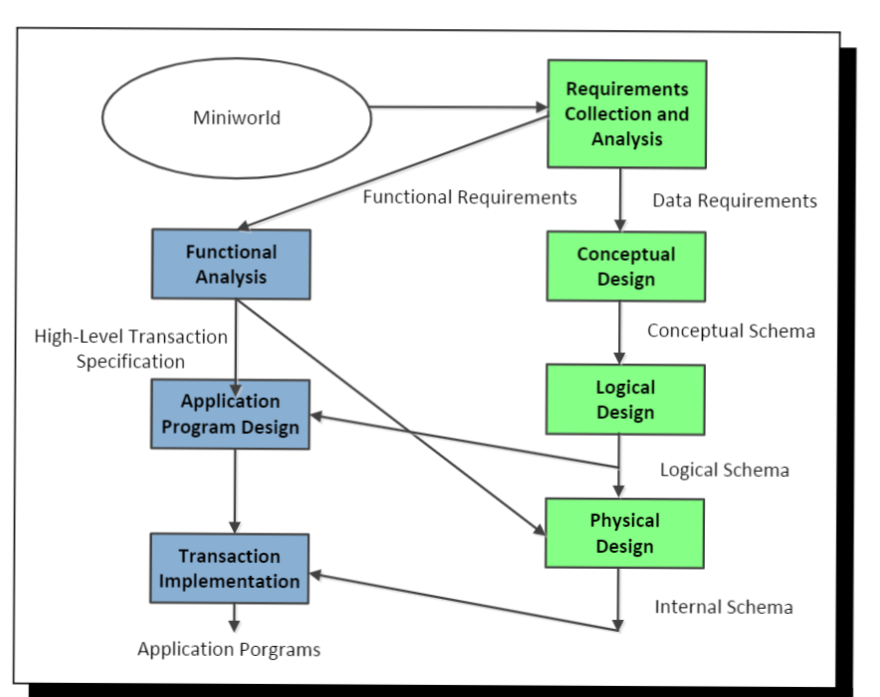 Miniworld
Requirements
Collection and
Analysis
Functional Requirements
Data Requirements
Functional
Analysis
Conceptual
Design
High-Level Transaction
Specification
Conceptual Schema
Application
Program Design
Logical
Design
Logical Schema
Physical
Design
Transaction
Implementation
Internal Schema
Application Porgrams